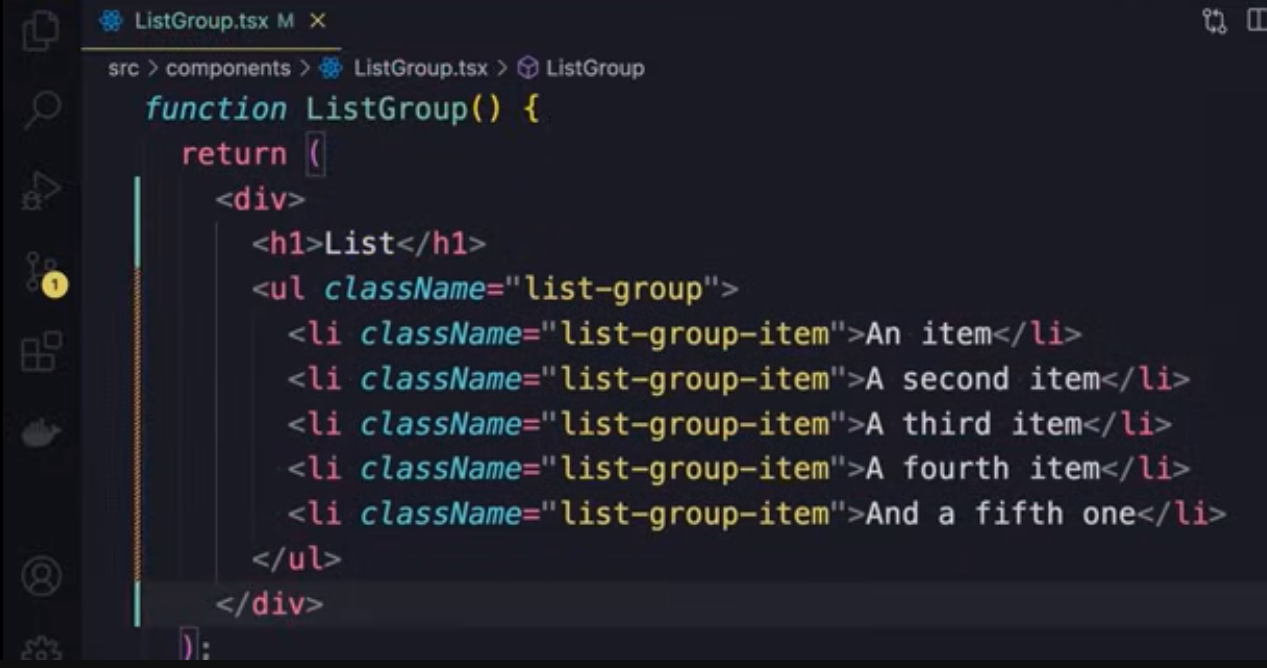 ListGroup.tsx M
src > components > ListGroup.tsx > ListGroup
function ListGroup() {
return (
<div>
<h1>List</h1>
<ul className="list-group">
<li className="list-group-item">An item</li>
<li className="list-group-item">A second item</li>
<li className="list-group-item">A third item</li>
<li className="list-group-item">A fourth item</li>
<li className="list-group-item">And a fifth one</li>
</ul>
</div>
);
1